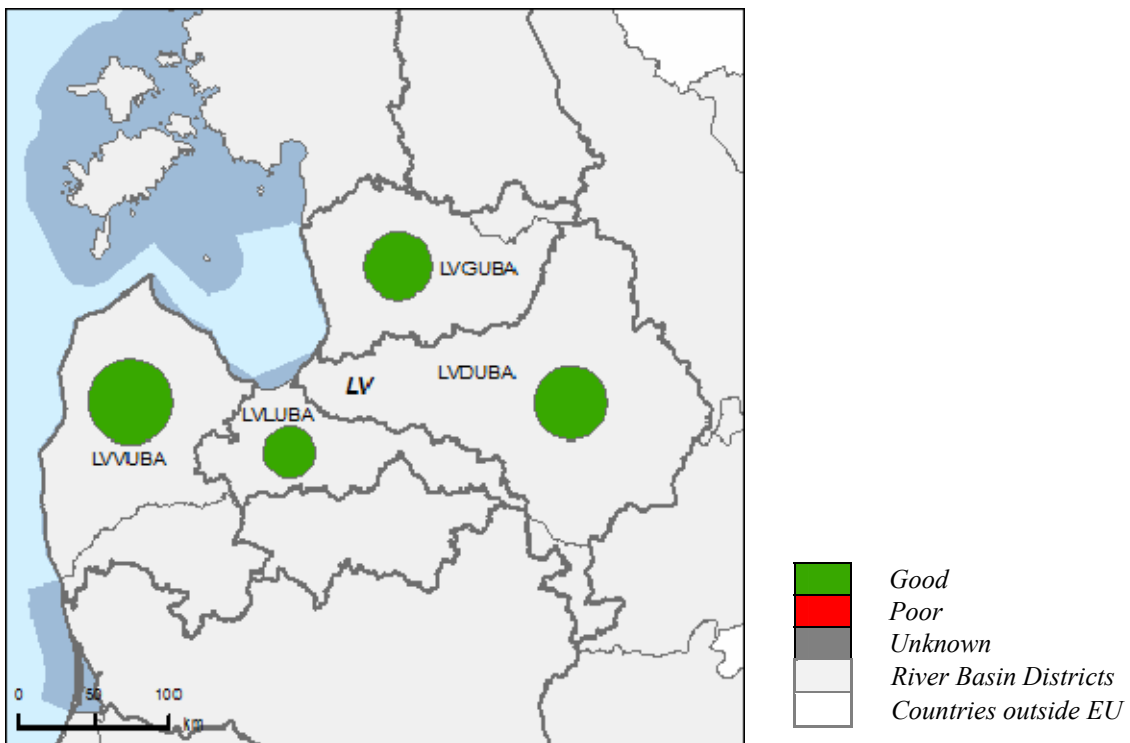 LVGUBA
LVDUBA
LV
LVLUBA
LVVUBA
0 50 100
km
Good
Poor
Unknown
River Basin Districts
Countries outside EU